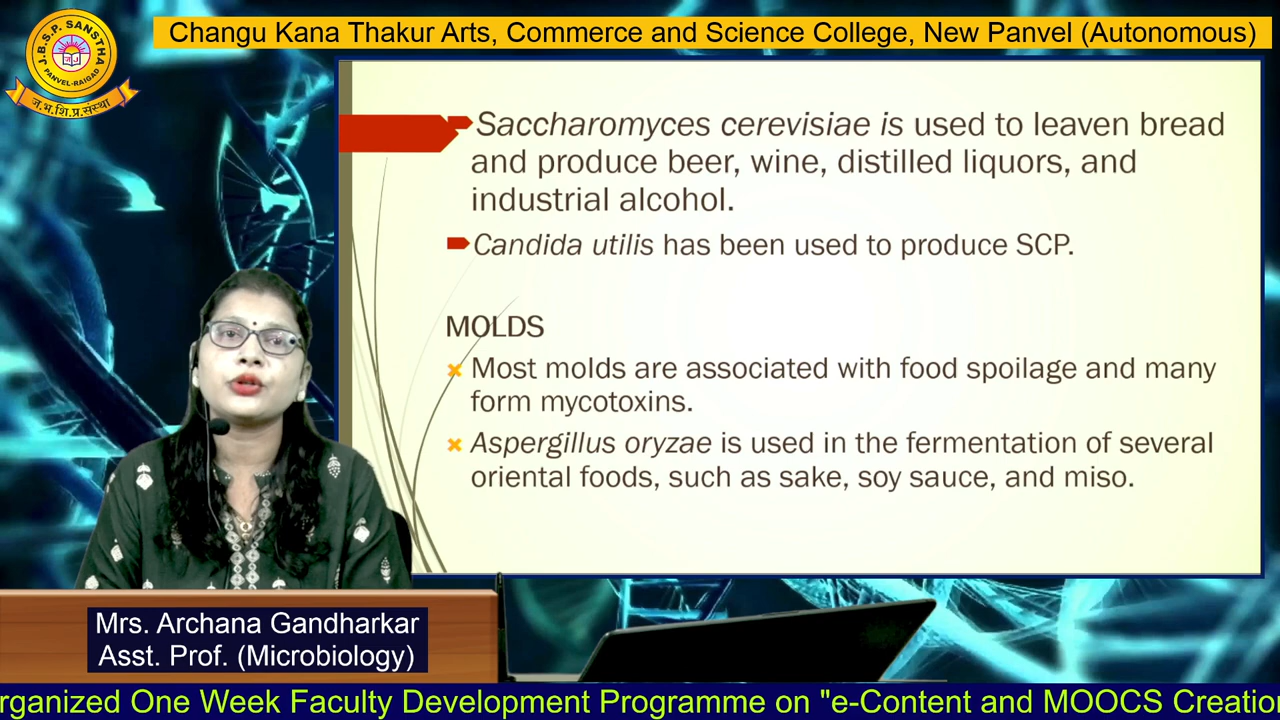 J.B.S.P. SANSTHA
PANVEL-RAIGAD
ज.भ.शि.प्र.संस्था
Changu Kana Thakur Arts, Commerce and Science College, New Panvel (Autonomous)
Saccharomyces cerevisiae is used to leaven bread
and produce beer, wine, distilled liquors, and
industrial alcohol.
Candida utilis has been used to produce SCP.
MOLDS
Most molds are associated with food spoilage and many
form mycotoxins.
Aspergillus oryzae is used in the fermentation of several
oriental foods, such as sake, soy sauce, and miso.
Mrs. Archana Gandharkar
Asst. Prof. (Microbiology)
rganized One Week Faculty Development Programme on "e-Content and MOOCS Creation